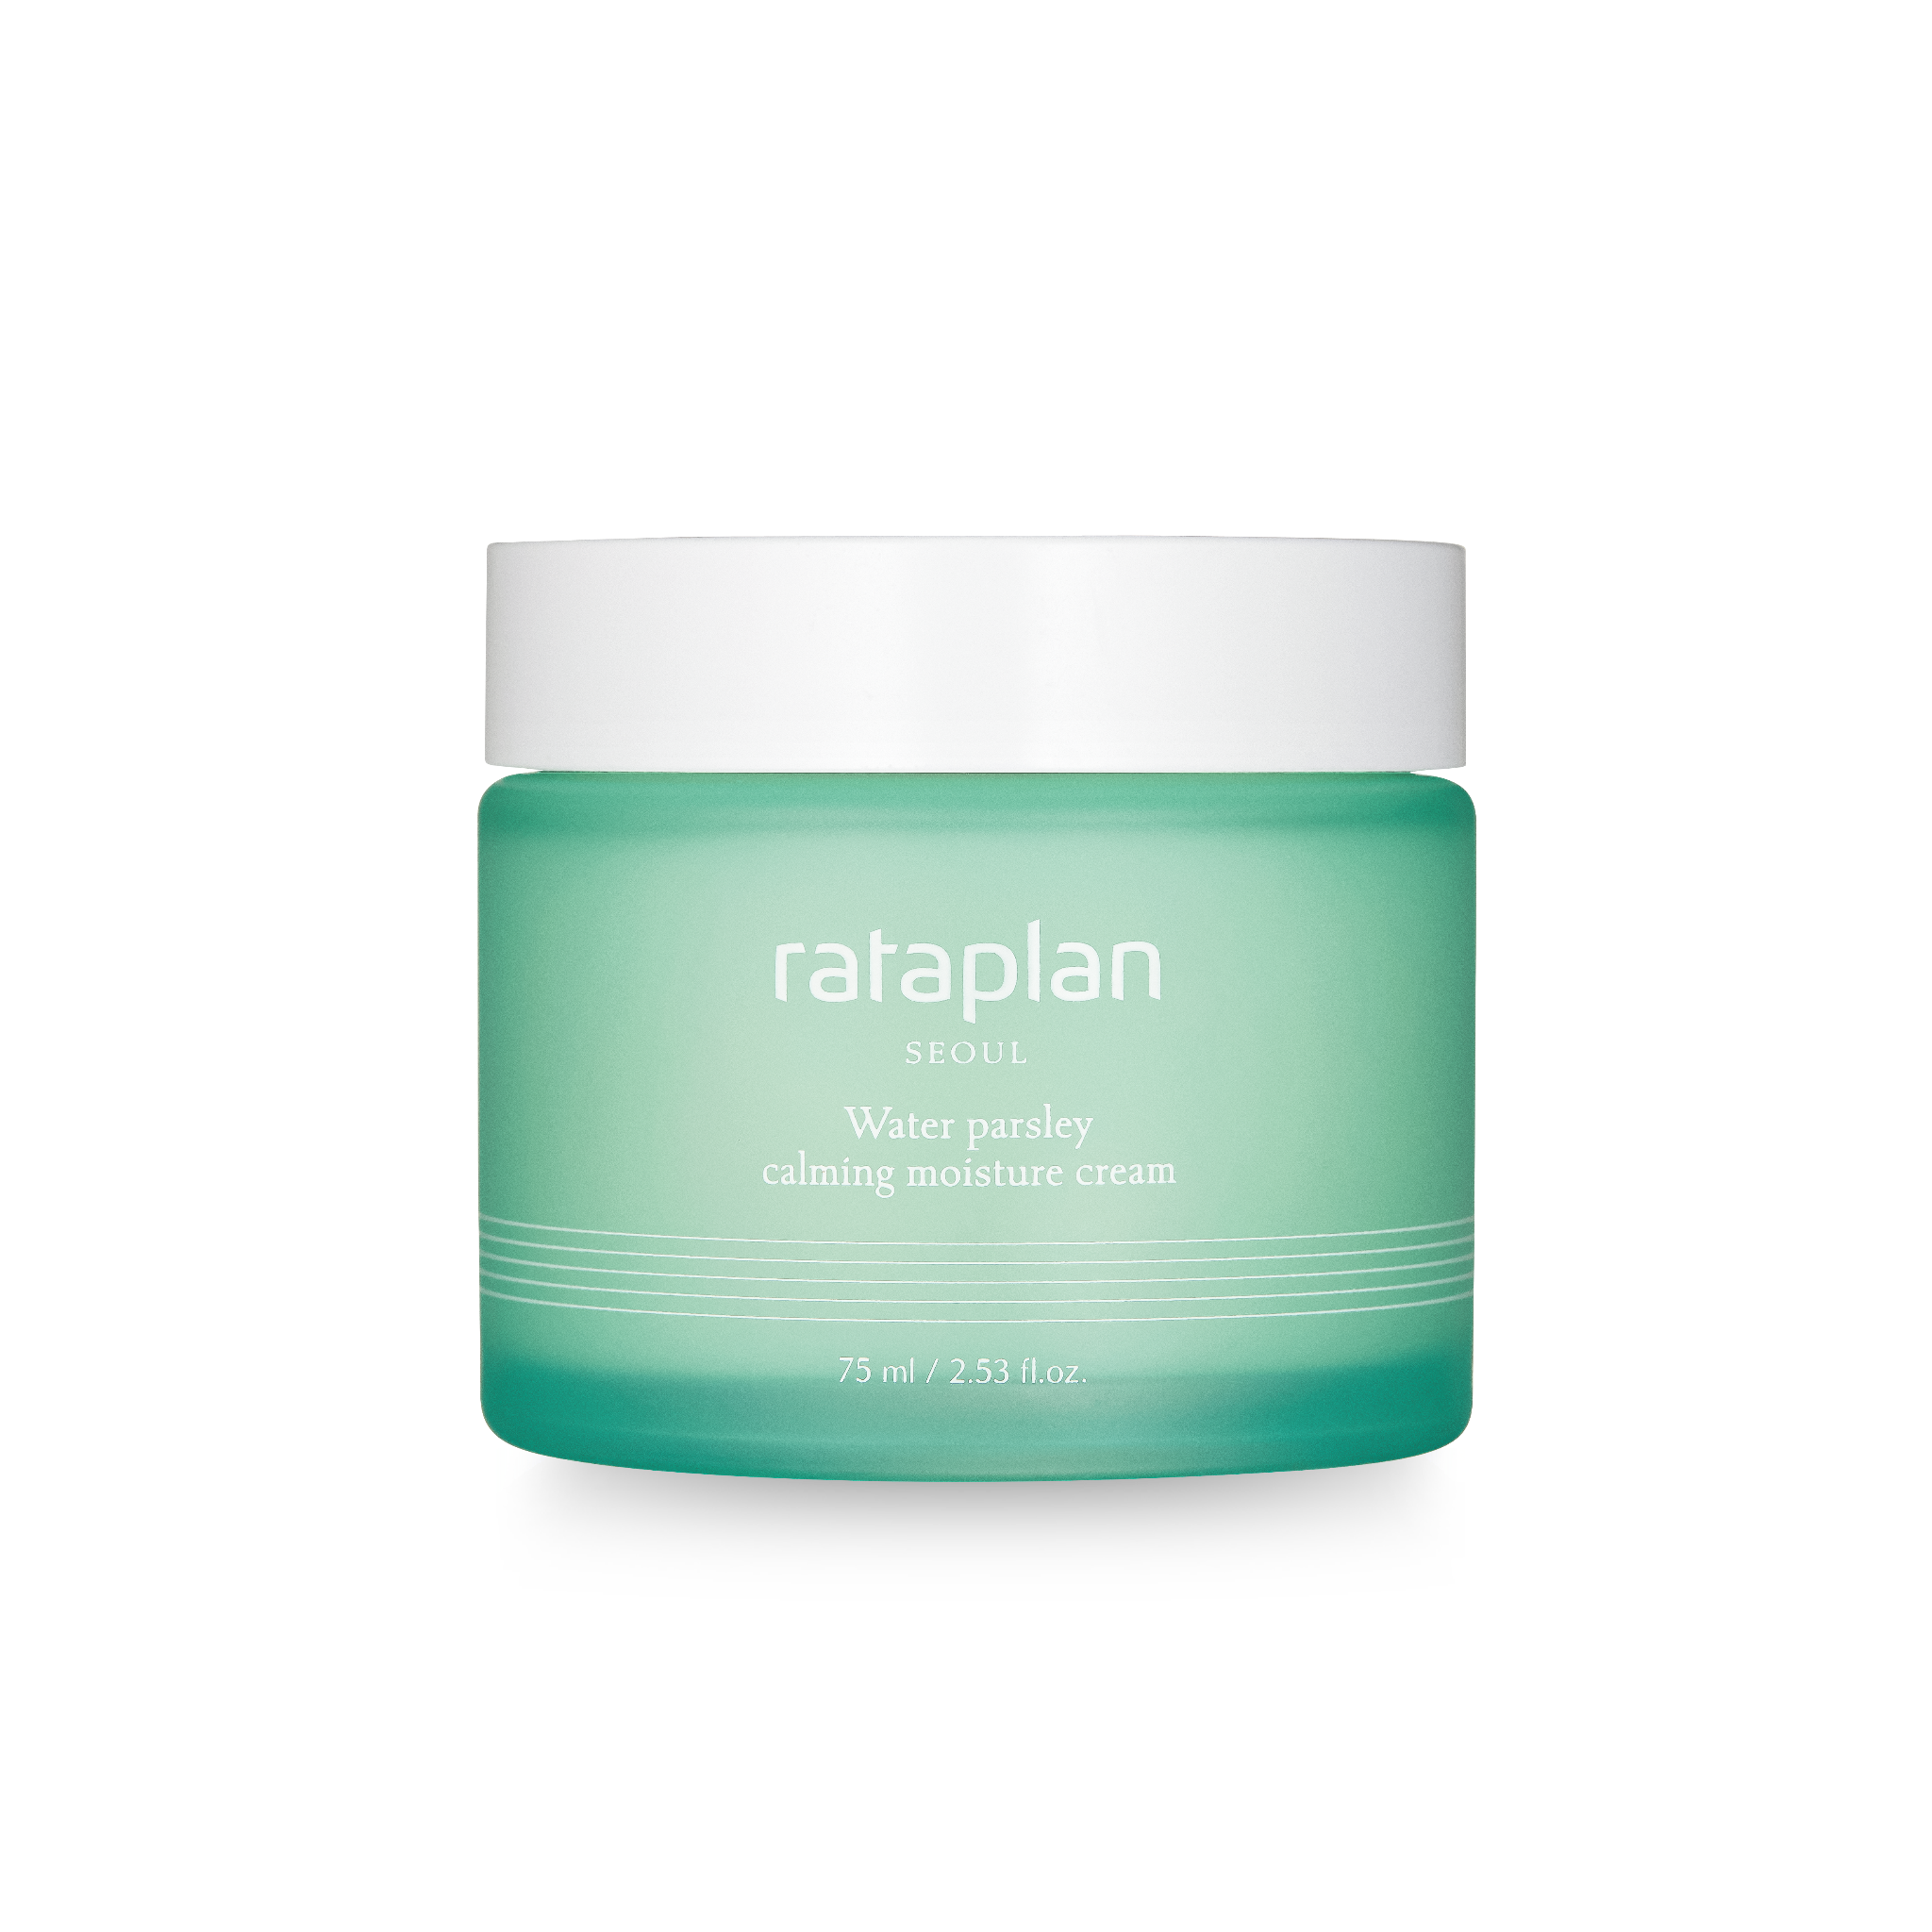 rataplan
SEOUL
Water parsley
calming moisture cream
75 ml / 2.53 fl.oz.